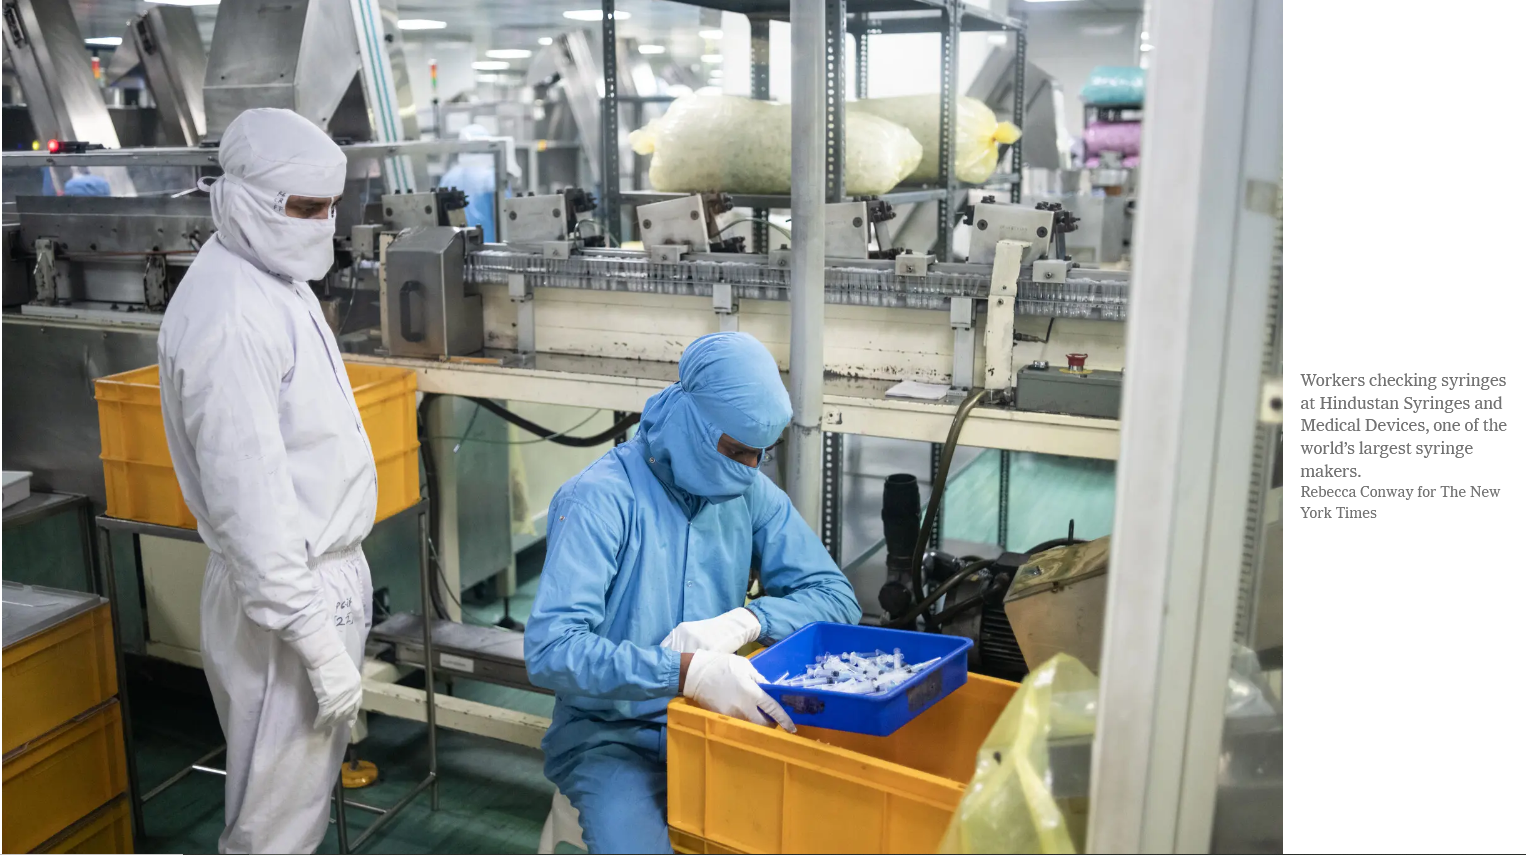 Workers checking syringes
at Hindustan Syringes and
Medical Devices, one of the
world’s largest syringe
makers.
Rebecca Conway for The New
York Times